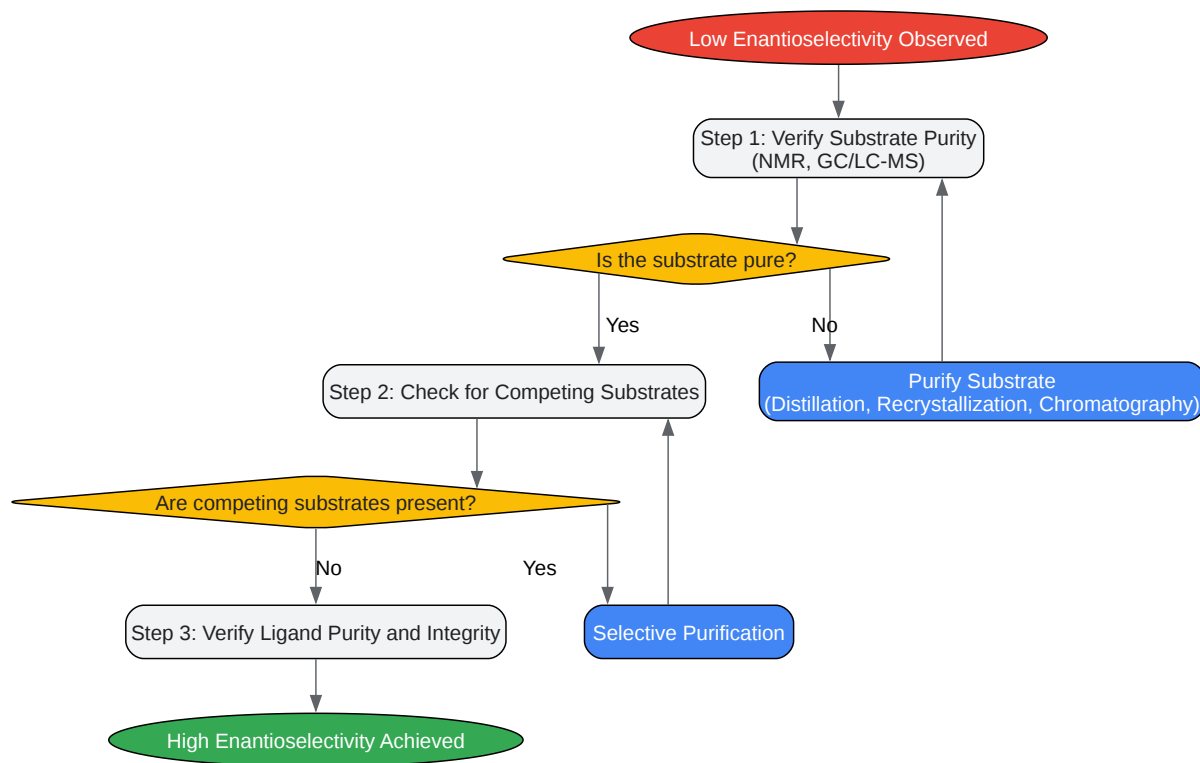 Low Enantioselectivity Observed
Step 1: Verify Substrate Purity
(NMR, GC/LC-MS)
Is the substrate pure?
Yes
No
Step 2: Check for Competing Substrates
Purify Substrate
(Distillation, Recrystallization, Chromatography)
Are competing substrates present?
No
Yes
Step 3: Verify Ligand Purity and Integrity
Selective Purification
High Enantioselectivity Achieved